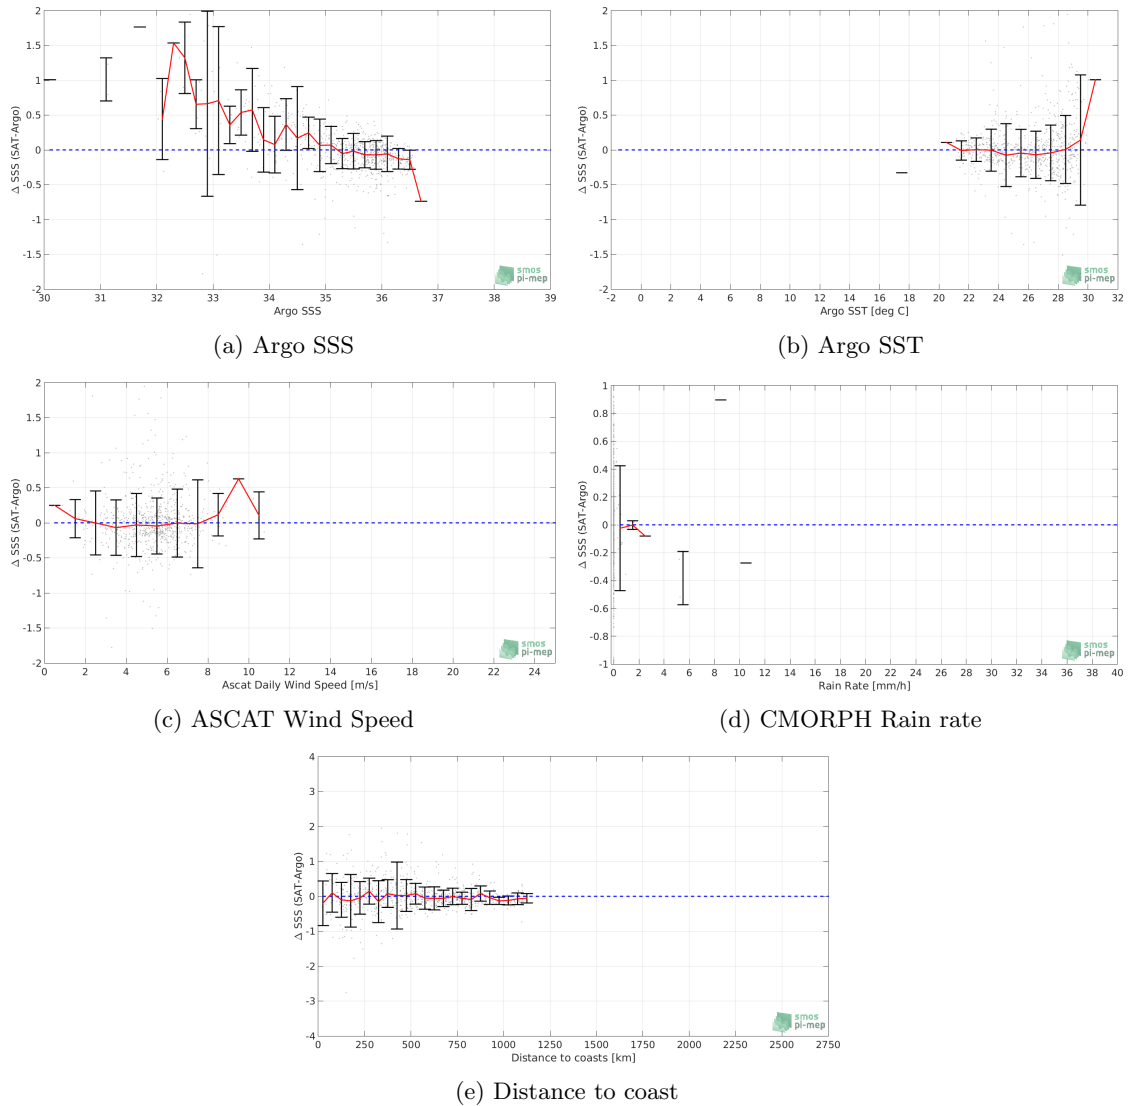 2
1.5
1
0.5
0
-0.5
-1
-1.5
-2
Δ SSS (SAT-Argo)
30 31 32 33 34 35 36 37 38 39
Argo SSS
smos
pi-mep
(a) Argo SSS
2
1.5
1
0.5
0
-0.5
-1
-1.5
-2
Δ SSS (SAT-Argo)
-2 0 2 4 6 8 10 12 14 16 18 20 22 24 26 28 30 32
Argo SST [deg C]
smos
pi-mep
(b) Argo SST
2
1.5
1
0.5
0
-0.5
-1
-1.5
-2
Δ SSS (SAT-Argo)
0 2 4 6 8 10 12 14 16 18 20 22 24
Ascat Daily Wind Speed [m/s]
smos
pi-mep
(c) ASCAT Wind Speed
1
0.8
0.6
0.4
0.2
0
-0.2
-0.4
-0.6
-0.8
-1
Δ SSS (SAT-Argo)
0 2 4 6 8 10 12 14 16 18 20 22 24 26 28 30 32 34 36 38 40
Rain Rate [mm/h]
smos
pi-mep
(d) CMORPH Rain rate
4
3
2
1
0
-1
-2
-3
-4
Δ SSS (SAT-Argo)
0 250 500 750 1000 1250 1500 1750 2000 2250 2500 2750
Distance to coasts [km]
smos
pi-mep
(e) Distance to coast